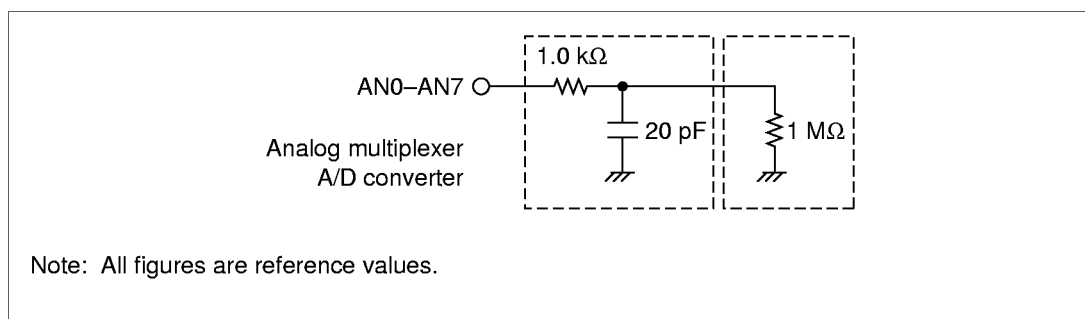 1.0 kΩ
AN0–AN7
20 pF
1 MΩ
Analog multiplexer
A/D converter
Note: All figures are reference values.